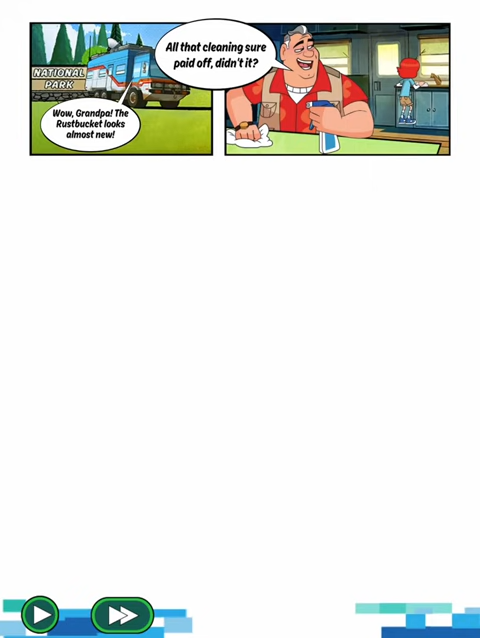 NATIONAL
PARK
Wow, Grandpa! The
Rustbucket looks
almost new!
All that cleaning sure
paid off, didn't it?